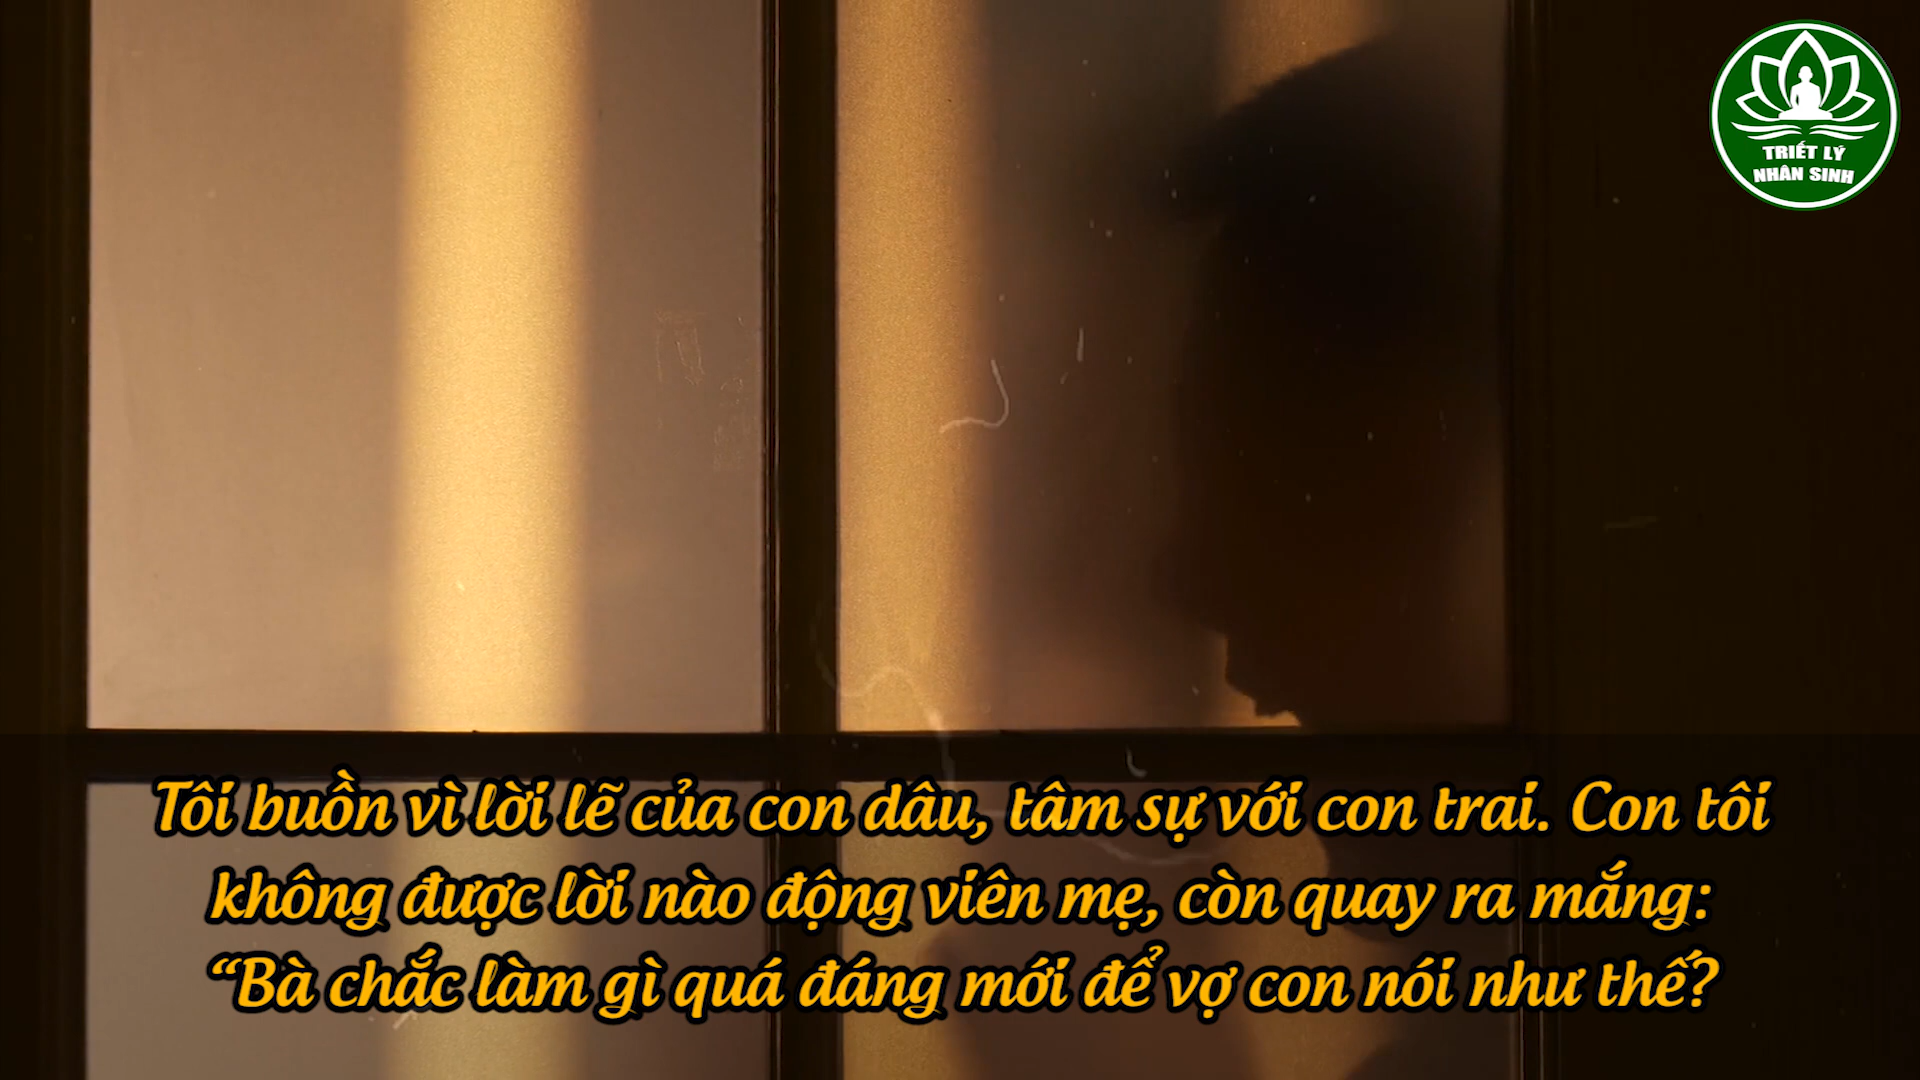 TRIẾT LÝ
NHÂN SINH
Tôi buồn vì lời lẽ của con dâu, tâm sự với con trai. Con tôi
không được lời nào động viên mẹ, còn quay ra mắng:
“Bà chắc làm gì quá đáng mới để vợ con nói như thế?